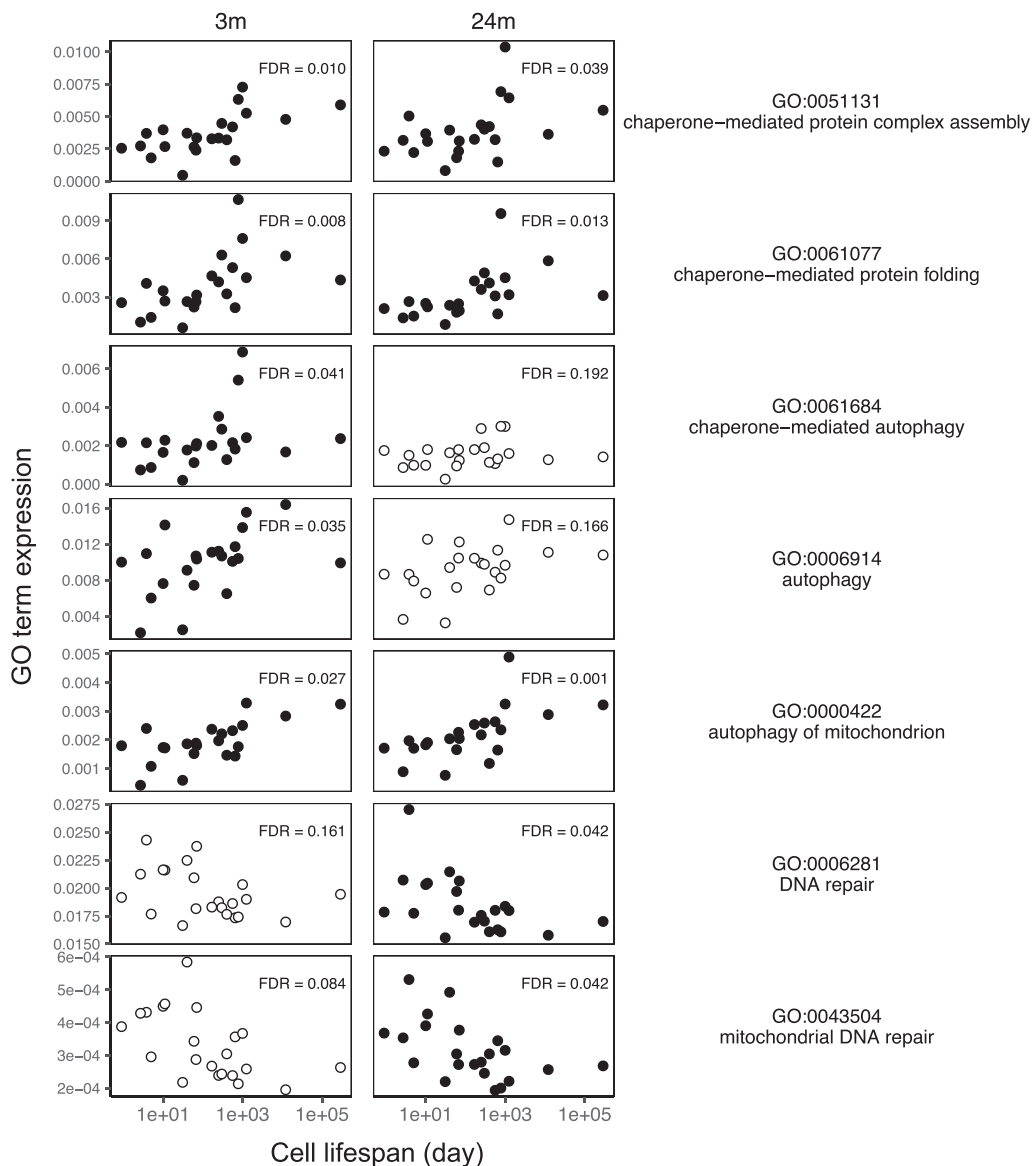 3m
24m
0.0100
0.0075
0.0050
0.0025
0.0000
FDR = 0.010
FDR = 0.039
GO:0051131
chaperone−mediated protein complex assembly
0.009
0.006
0.003
FDR = 0.008
FDR = 0.013
GO:0061077
chaperone−mediated protein folding
0.006
0.004
0.002
0.000
FDR = 0.041
FDR = 0.192
GO:0061684
chaperone−mediated autophagy
0.016
0.012
0.008
0.004
FDR = 0.035
FDR = 0.166
GO:0006914
autophagy
0.005
0.004
0.003
0.002
0.001
FDR = 0.027
FDR = 0.001
GO:0000422
autophagy of mitochondrion
0.0275
0.0250
0.0225
0.0200
0.0175
0.0150
FDR = 0.161
FDR = 0.042
GO:0006281
DNA repair
6e−04
5e−04
4e−04
3e−04
2e−04
FDR = 0.084
FDR = 0.042
GO:0043504
mitochondrial DNA repair
1e+01
1e+03
1e+05
1e+01
1e+03
1e+05
GO term expression
Cell lifespan (day)